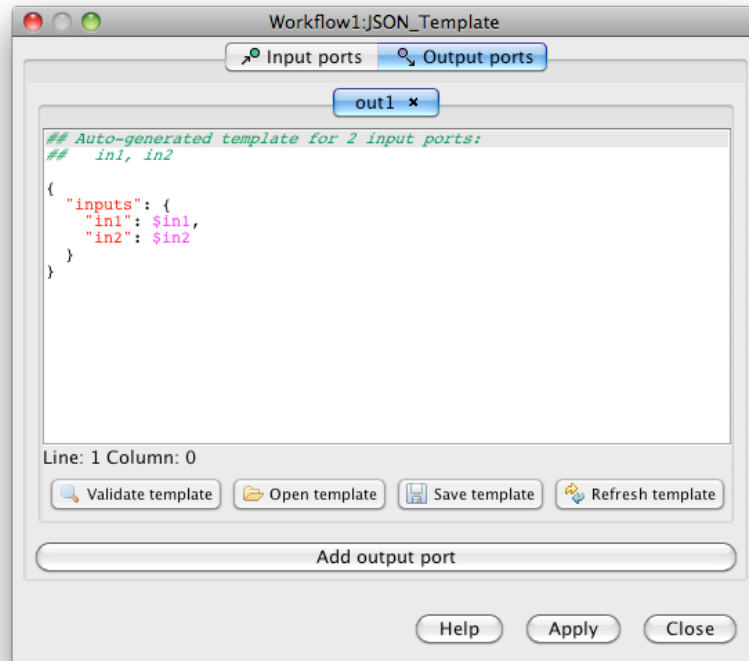 Workflow1:JSON_Template
Input ports Output ports
out1 ×
## Auto-generated template for 2 input ports:
##   in1, in2
{
  "inputs": {
    "in1": $in1,
    "in2": $in2
  }
}
Line: 1 Column: 0
Validate template Open template Save template Refresh template
Add output port
Help Apply Close